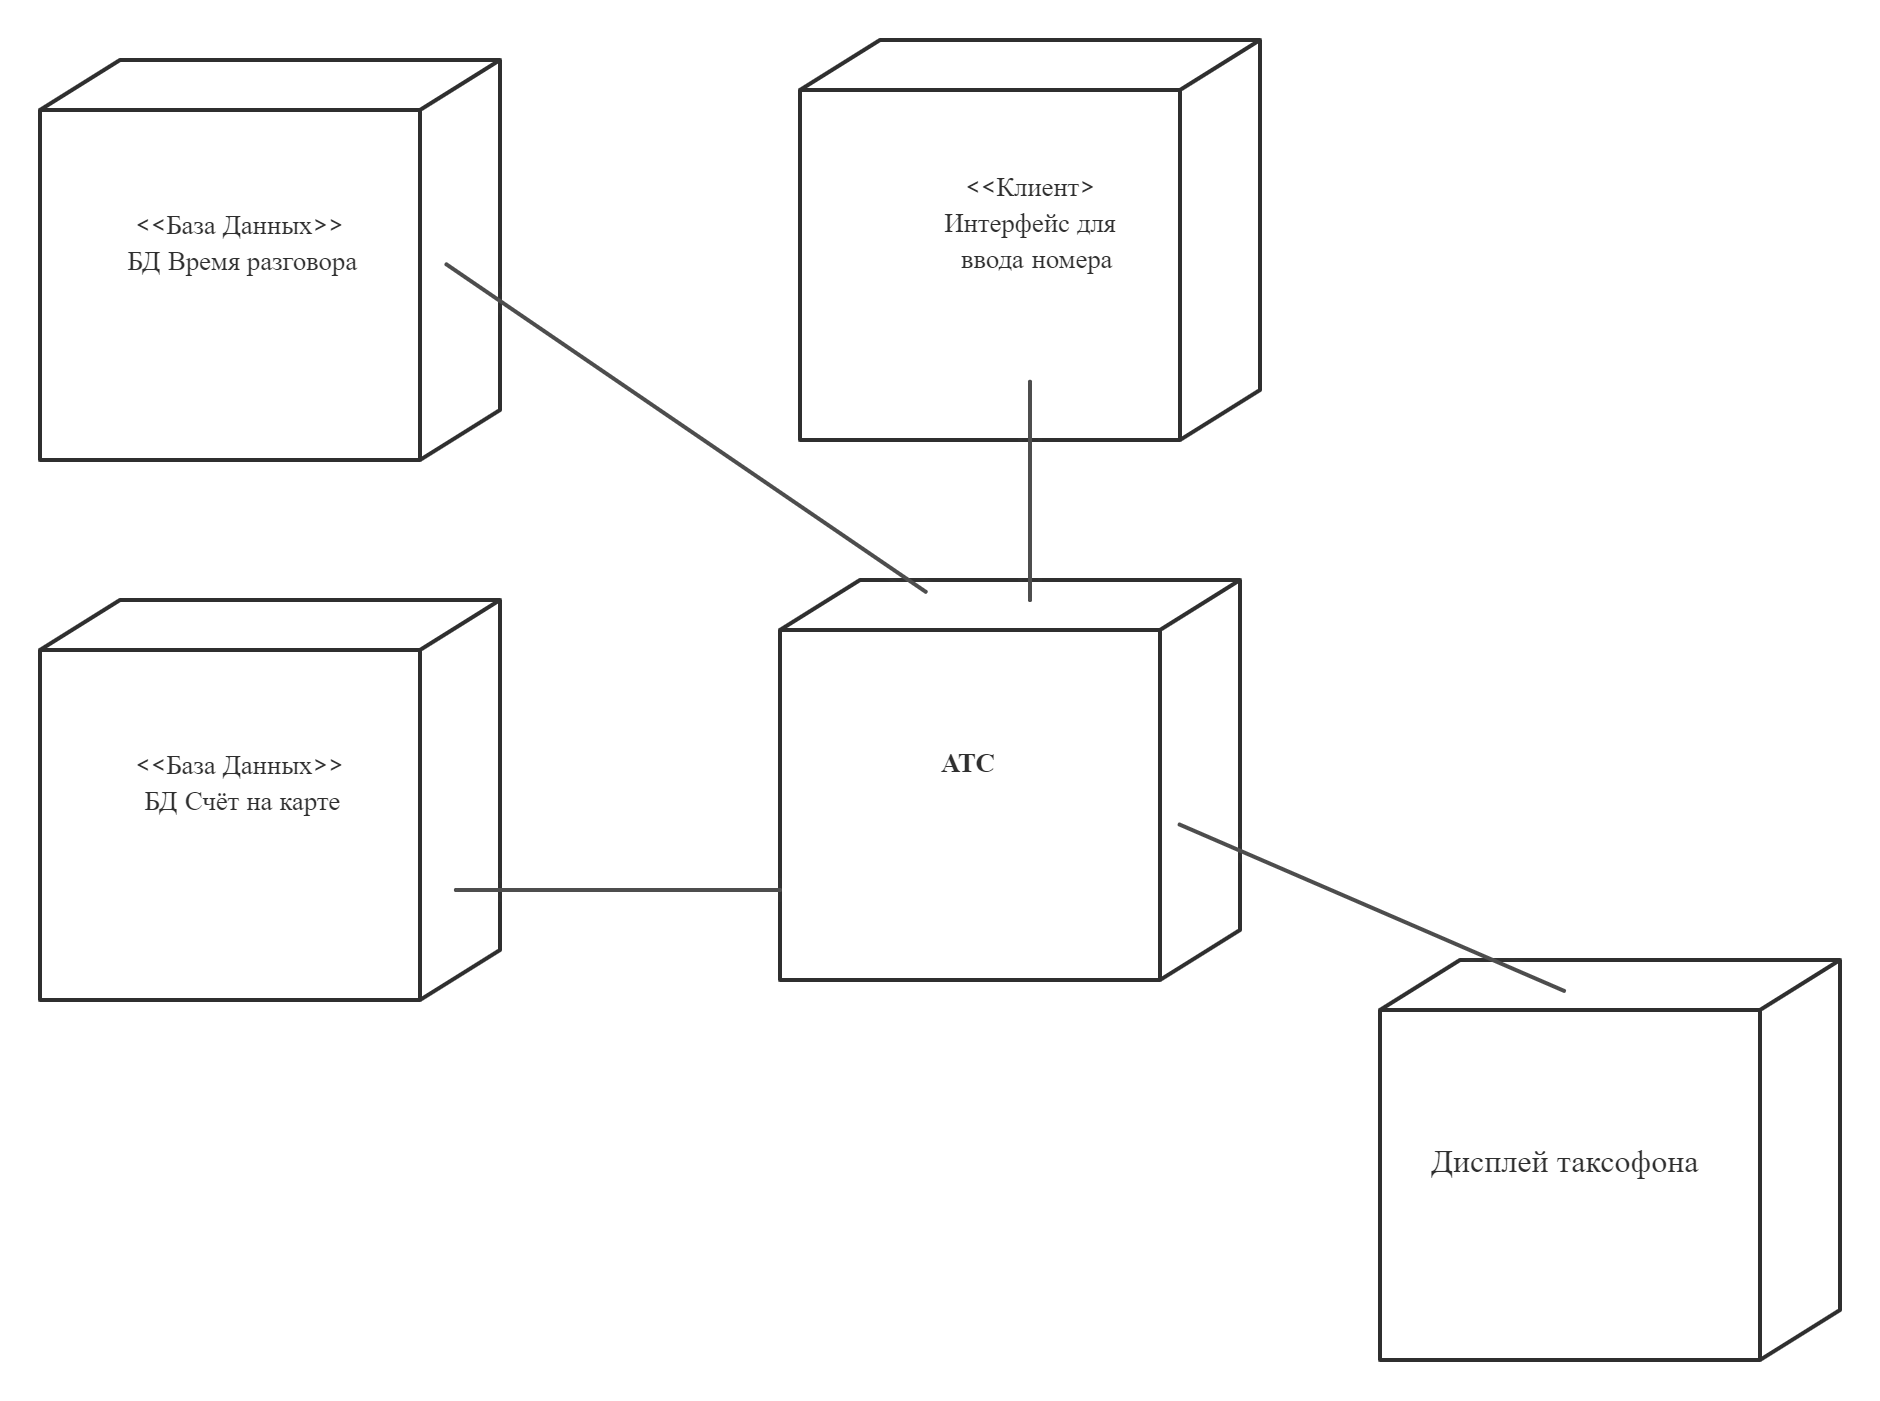 <<База Данных>>
БД Время разговора
<<Клиент>
Интерфейс для
ввода номера
<<База Данных>>
БД Счёт на карте
АТС
Дисплей таксофона